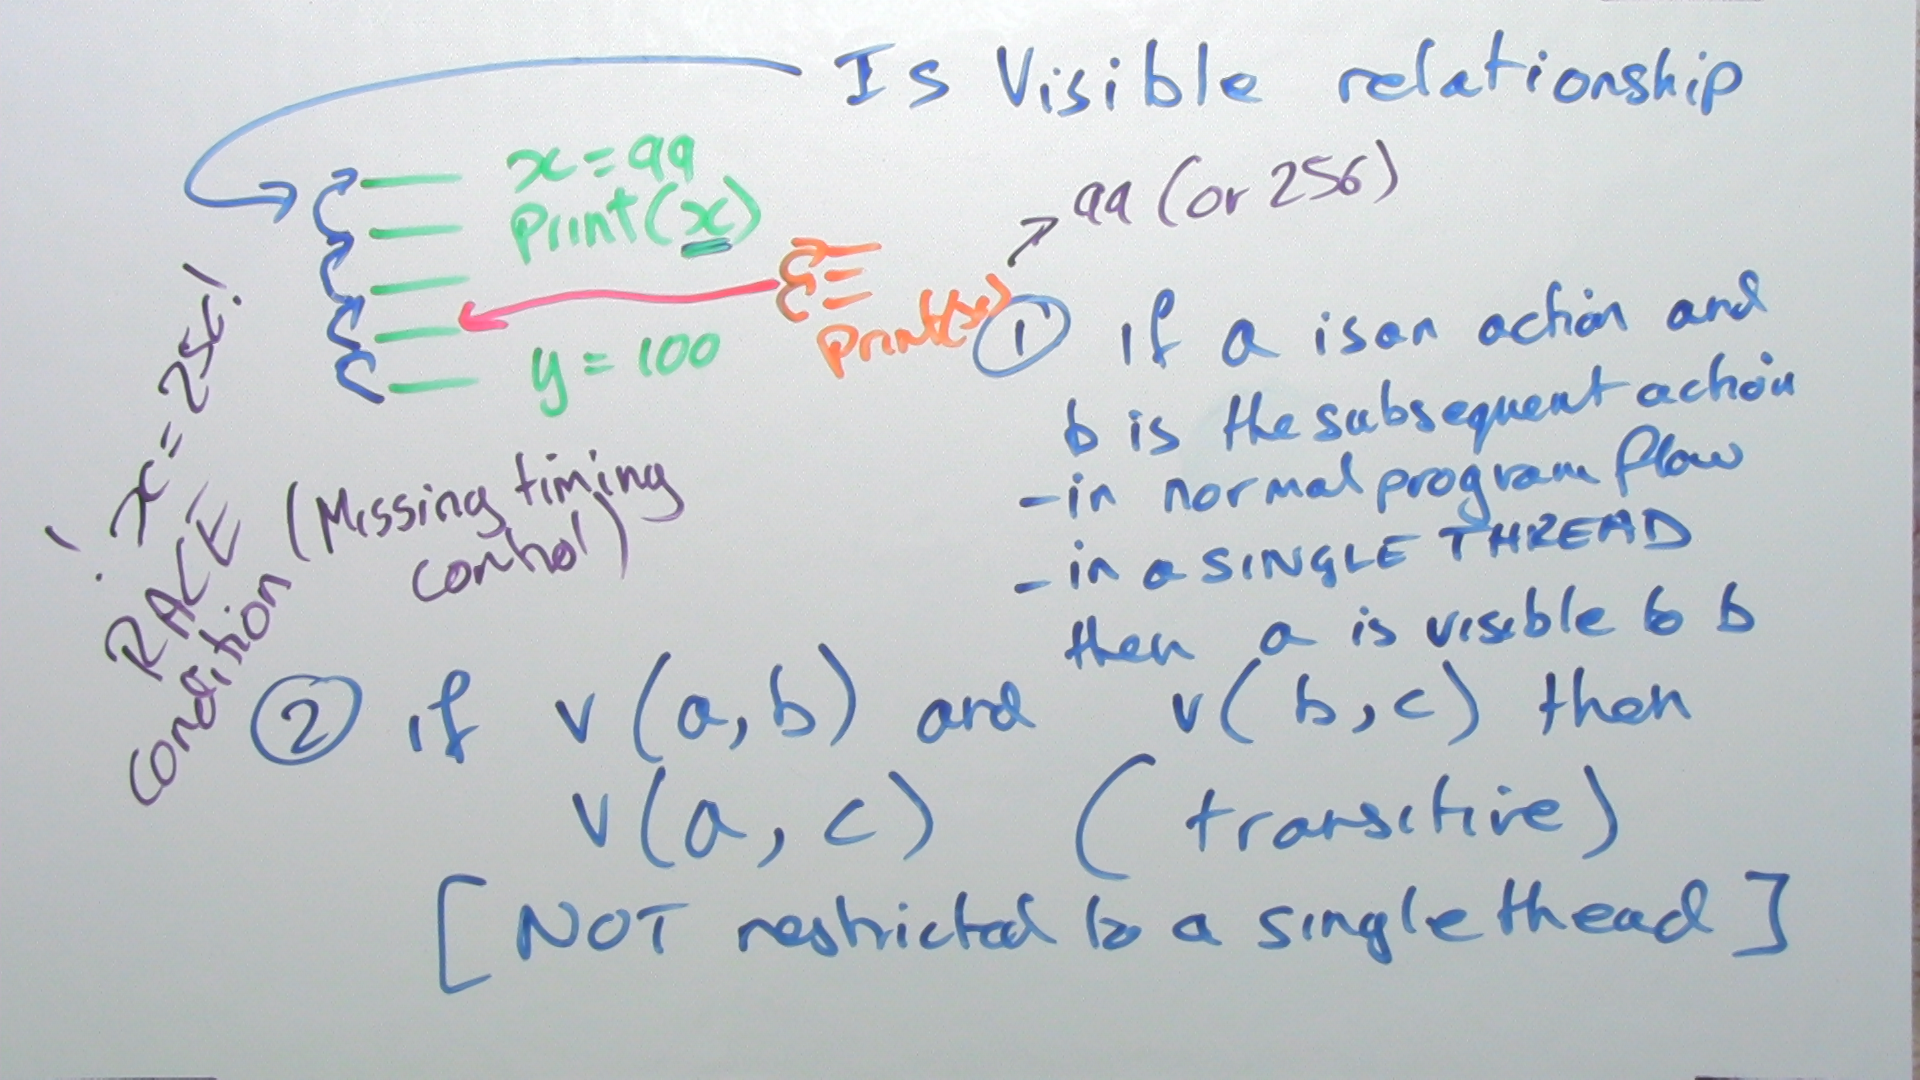 Is Visible relationship
x = 99
print(x)
99 (or 256)
print(x)
y = 100
① if a is an action and
b is the subsequent action
- in normal program flow
- in a SINGLE THREAD
then a is visible to b
x = 256!
RACE
condition
(Missing timing
control)
② if v(a,b) and v(b,c) then
v(a,c) (transitive)
[NOT restricted to a single thead]